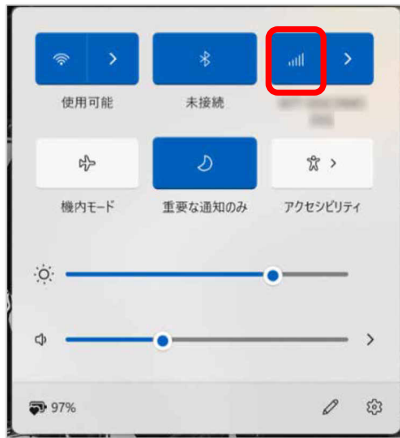 使用可能
未接続
機内モード
重要な通知のみ
アクセシビリティ
97%